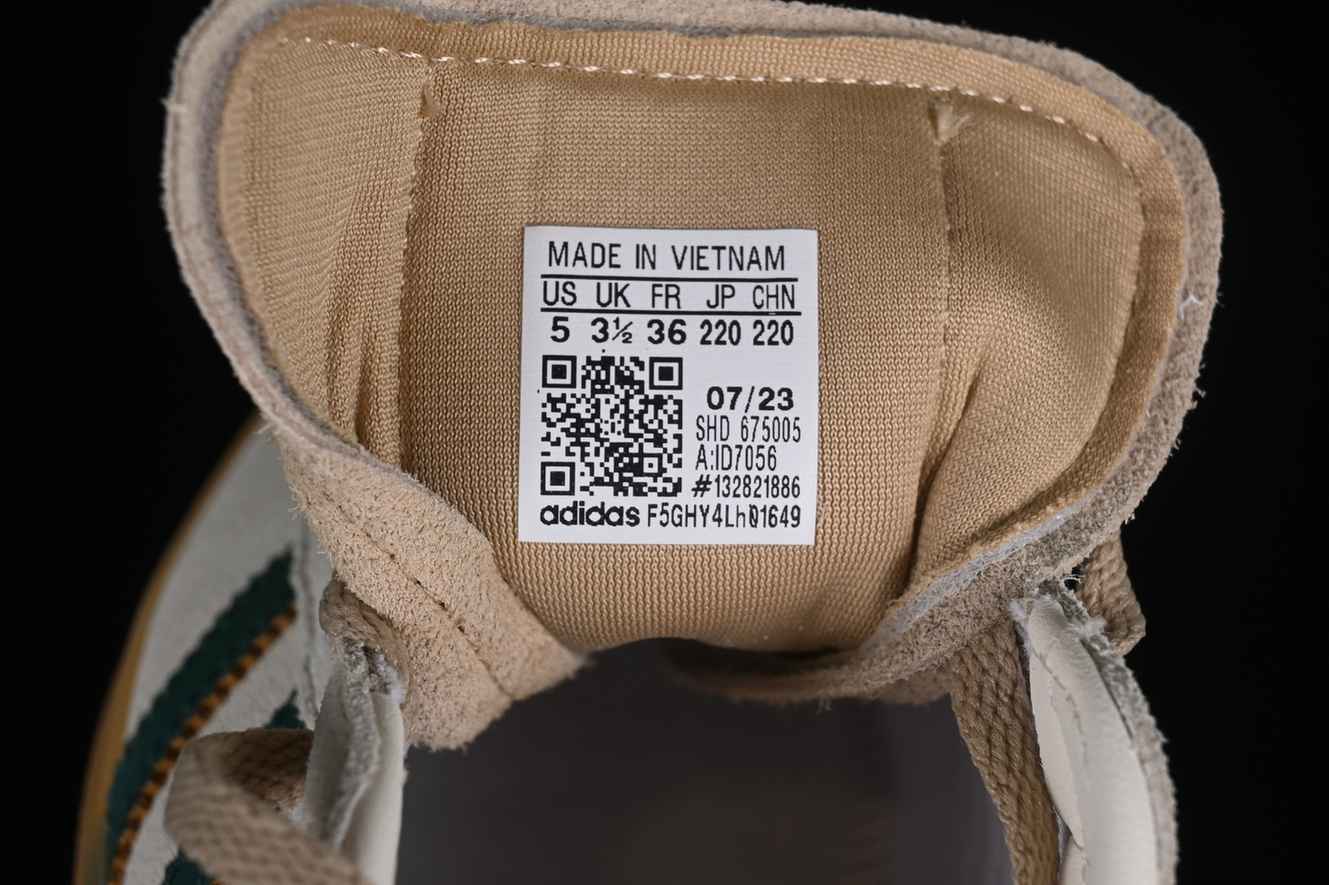 MADE IN VIETNAM
US UK FR JP CHN
5 3½ 36 220 220
07/23
SHD 675005
A:ID7056
#132821886
adidas F5GHY4Lh01649